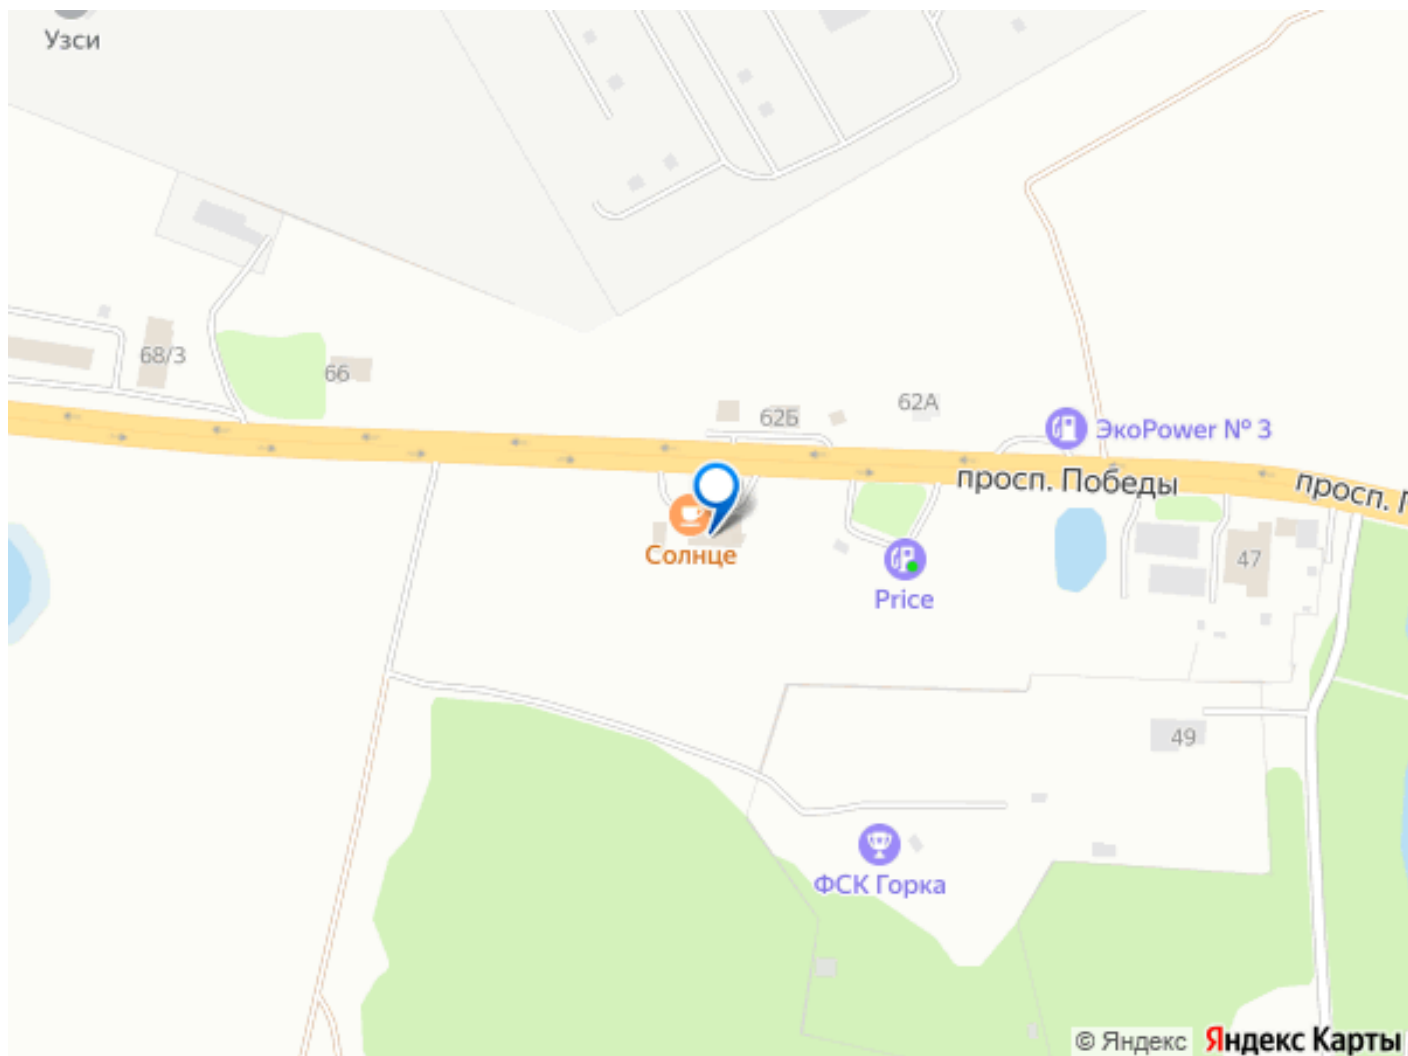 Узси
68/3
66
62Б
62А
ЭкоPower № 3
просп. Победы
просп. П
Солнце
Price
47
49
ФСК Горка
© Яндекс Яндекс Карты